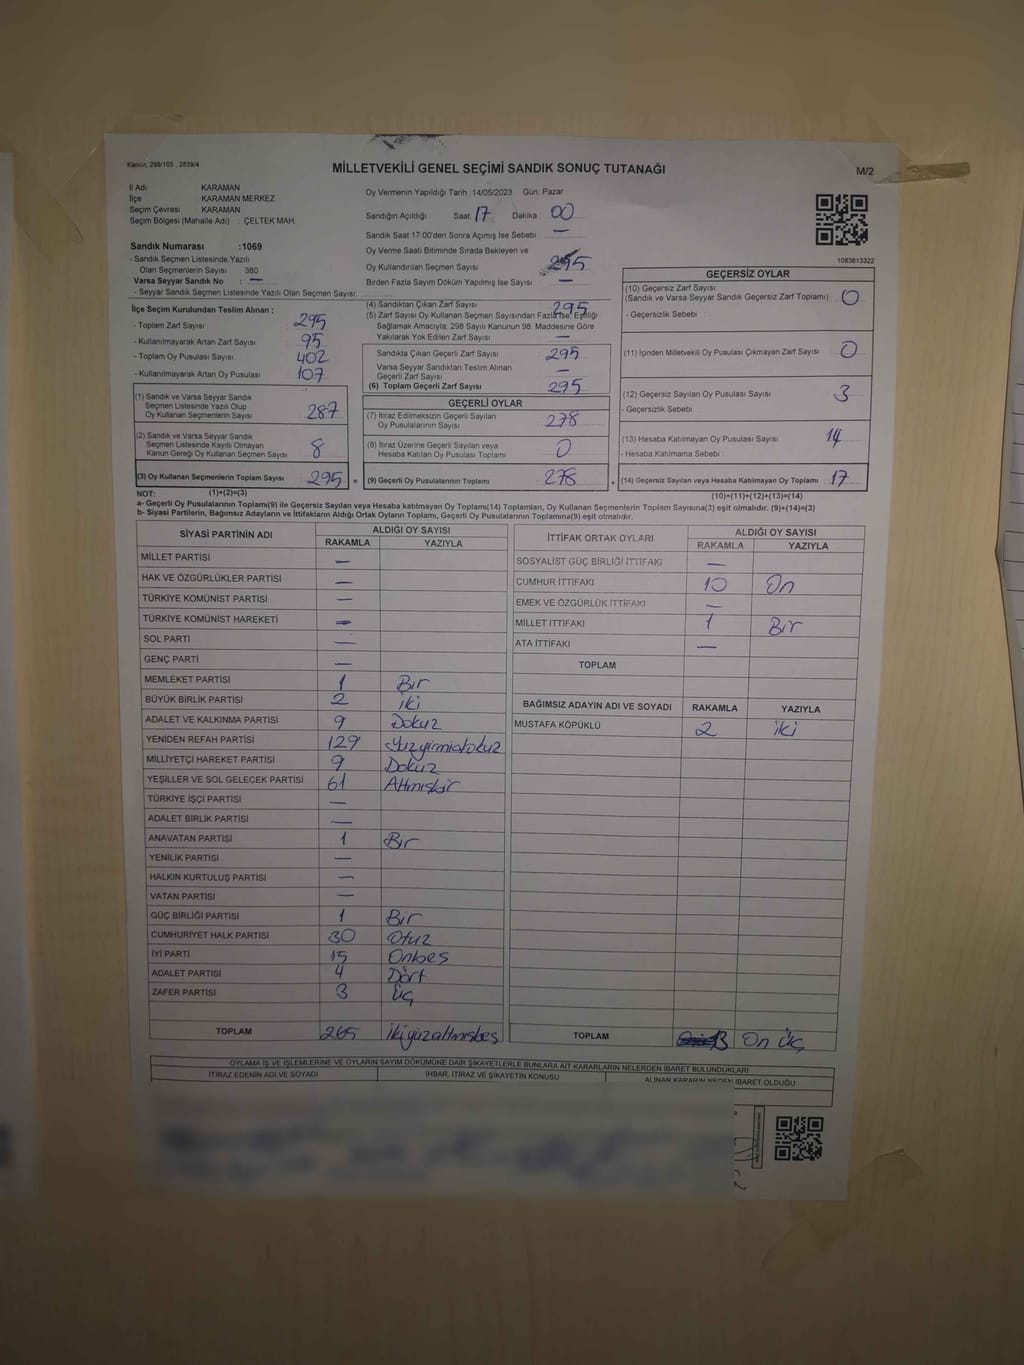 Kanun, 298/105 , 2839/4
MİLLETVEKİLİ GENEL SEÇİMİ SANDIK SONUÇ TUTANAĞI
M/2
İl Adı KARAMAN
İlçe KARAMAN MERKEZ
Seçim Çevresi KARAMAN
Seçim Bölgesi (Mahalle Adı) : ÇELTEK MAH.
Oy Vermenin Yapıldığı Tarih :14/05/2023 Gün: Pazar
Sandığın Açıldığı Saat: 17 Dakika : 00
Sandık Saat 17:00'den Sonra Açımış İse Sebebi —
Oy Verme Saati Bitiminde Sırada Bekleyen ve
Oy Kullandırılan Seçmen Sayısı 295
Birden Fazla Sayım Döküm Yapılmış İse Sayısı —
1083613322
Sandık Numarası :1069
- Sandık Seçmen Listesinde Yazılı
Olan Seçmenlerin Sayısı 380
Varsa Seyyar Sandık No : —
- Seyyar Sandık Seçmen Listesinde Yazılı Olan Seçmen Sayısı:
İlçe Seçim Kurulundan Teslim Alınan ;
- Toplam Zarf Sayısı 295
- Kullanılmayarak Artan Zarf Sayısı 95
- Toplam Oy Pusulası Sayısı 402
- Kullanılmayarak Artan Oy Pusulası 107
(1) Sandık ve Varsa Seyyar Sandık
Seçmen Listesinde Yazılı Olup
Oy Kullanan Seçmenlerin Sayısı 287
(2) Sandık ve Varsa Seyyar Sandık
Seçmen Listesinde Kayıtlı Olmayan
Kanun Gereği Oy Kullanan Seçmen Sayısı 8
(3) Oy Kullanan Seçmenlerin Toplam Sayısı 295 =
(4) Sandıktan Çıkan Zarf Sayısı 295
(5) Zarf Sayısı Oy Kullanan Seçmen Sayısından Fazla İse, Eşitliği
Sağlamak Amacıyla; 298 Sayılı Kanunun 98. Maddesine Göre
Yakılarak Yok Edilen Zarf Sayısı —
Sandıkta Çıkan Geçerli Zarf Sayısı 295
Varsa Seyyar Sandıktan Teslim Alınan
Geçerli Zarf Sayısı —
(6) Toplam Geçerli Zarf Sayısı 295
GEÇERLİ OYLAR
(7) İtiraz Edilmeksizin Geçerli Sayılan
Oy Pusulalarının Sayısı 278
(8) İtiraz Üzerine Geçerli Sayılan veya
Hesaba Katılan Oy Pusulası Toplamı 0
(9) Geçerli Oy Pusulalarının Toplamı 278 +
GEÇERSİZ OYLAR
(10) Geçersiz Zarf Sayısı
(Sandık ve Varsa Seyyar Sandık Geçersiz Zarf Toplamı) 0
- Geçersizlik Sebebi :
(11) İçinden Milletvekili Oy Pusulası Çıkmayan Zarf Sayısı 0
(12) Geçersiz Sayılan Oy Pusulası Sayısı 3
- Geçersizlik Sebebi :
(13) Hesaba Katılmayan Oy Pusulası Sayısı 14
- Hesaba Katılmama Sebebi :
(14) Geçersiz Sayılan veya Hesaba Katılmayan Oy Toplamı 17
NOT: (1)+(2)=(3)
(10)+(11)+(12)+(13)=(14)
a- Geçerli Oy Pusulalarının Toplamı(9) ile Geçersiz Sayılan veya Hesaba katılmayan Oy Toplamı(14) Toplamları, Oy Kullanan Seçmenlerin Toplam Sayısına(3) eşit olmalıdır. (9)+(14)=(3)
b- Siyasi Partilerin, Bağımsız Adayların ve İttifakların Aldığı Ortak Oyların Toplamı, Geçerli Oy Pusulalarının Toplamına(9) eşit olmalıdır.
SİYASİ PARTİNİN ADI ALDIĞI OY SAYISI
RAKAMLA YAZIYLA
MİLLET PARTİSİ —
HAK VE ÖZGÜRLÜKLER PARTİSİ —
TÜRKİYE KOMÜNİST PARTİSİ —
TÜRKİYE KOMÜNİST HAREKETİ —
SOL PARTİ —
GENÇ PARTİ —
MEMLEKET PARTİSİ 1 Bir
BÜYÜK BİRLİK PARTİSİ 2 iki
ADALET VE KALKINMA PARTİSİ 9 Dokuz
YENİDEN REFAH PARTİSİ 129 Yüzyirmidokuz
MİLLİYETÇİ HAREKET PARTİSİ 9 Dokuz
YEŞİLLER VE SOL GELECEK PARTİSİ 61 Altmışbir
TÜRKİYE İŞÇİ PARTİSİ —
ADALET BİRLİK PARTİSİ —
ANAVATAN PARTİSİ 1 Bir
YENİLİK PARTİSİ —
HALKIN KURTULUŞ PARTİSİ —
VATAN PARTİSİ —
GÜÇ BİRLİĞİ PARTİSİ 1 Bir
CUMHURİYET HALK PARTİSİ 30 Otuz
İYİ PARTİ 15 Onbeş
ADALET PARTİSİ 4 Dört
ZAFER PARTİSİ 3 Üç
TOPLAM 265 İkiyüzaltmışbeş
İTTİFAK ORTAK OYLARI ALDIĞI OY SAYISI
RAKAMLA YAZIYLA
SOSYALİST GÜÇ BİRLİĞİ İTTİFAKI —
CUMHUR İTTİFAKI 10 On
EMEK VE ÖZGÜRLÜK İTTİFAKI —
MİLLET İTTİFAKI 1 Bir
ATA İTTİFAKI —
TOPLAM
BAĞIMSIZ ADAYIN ADI VE SOYADI RAKAMLA YAZIYLA
MUSTAFA KÖPÜKLÜ 2 iki
TOPLAM 13 On Üç
OYLAMA İŞ VE İŞLEMLERİNE VE OYLARIN SAYIM DÖKÜMÜNE DAİR ŞİKAYETLERLE BUNLARA AİT KARARLARIN NELERDEN İBARET BULUNDUKLARI
İTİRAZ EDENİN ADI VE SOYADI İHBAR, İTİRAZ VE ŞİKAYETİN KONUSU ALINAN KARARIN NEDEN İBARET OLDUĞU